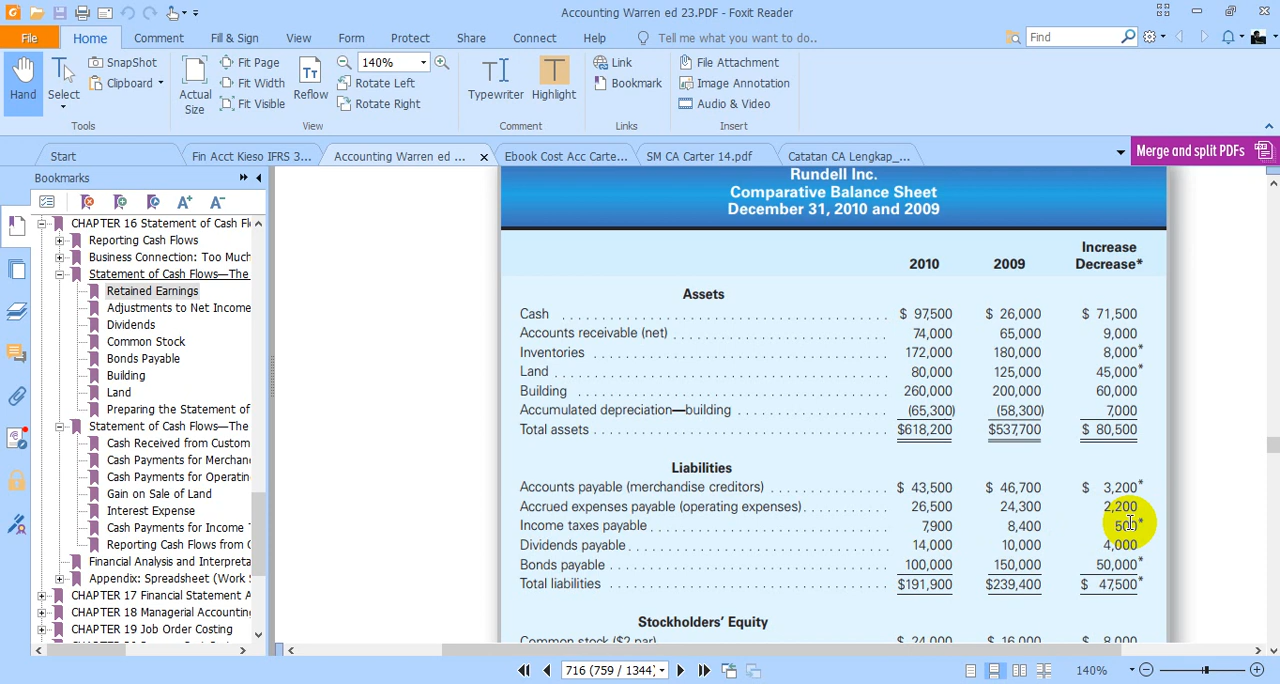 Accounting Warren ed 23.PDF - Foxit Reader
File Home Comment Fill & Sign View Form Protect Share Connect Help Tell me what you want to do.. Find
Hand
Select
SnapShot
Clipboard
Tools
Actual
Size
Fit Page
Fit Width
Fit Visible
Reflow
140%
Rotate Left
Rotate Right
View
Typewriter
Highlight
Comment
Link
Bookmark
Links
File Attachment
Image Annotation
Audio & Video
Insert
Start Fin Acct Kieso IFRS 3... Accounting Warren ed ... Ebook Cost Acc Carte... SM CA Carter 14.pdf Catatan CA Lengkap_... Merge and split PDFs
Bookmarks
CHAPTER 16 Statement of Cash Fl
Reporting Cash Flows
Business Connection: Too Much
Statement of Cash Flows—The
Retained Earnings
Adjustments to Net Income
Dividends
Common Stock
Bonds Payable
Building
Land
Preparing the Statement of
Statement of Cash Flows—The
Cash Received from Custom
Cash Payments for Merchan
Cash Payments for Operatin
Gain on Sale of Land
Interest Expense
Cash Payments for Income
Reporting Cash Flows from
Financial Analysis and Interpreta
Appendix: Spreadsheet (Work
CHAPTER 17 Financial Statement A
CHAPTER 18 Managerial Accountin
CHAPTER 19 Job Order Costing
Rundell Inc.
Comparative Balance Sheet
December 31, 2010 and 2009
Increase
2010 2009 Decrease*
Assets
Cash $ 97,500 $ 26,000 $ 71,500
Accounts receivable (net) 74,000 65,000 9,000
Inventories 172,000 180,000 8,000*
Land 80,000 125,000 45,000*
Building 260,000 200,000 60,000
Accumulated depreciation—building (65,300) (58,300) 7,000
Total assets $618,200 $537,700 $ 80,500
Liabilities
Accounts payable (merchandise creditors) $ 43,500 $ 46,700 $ 3,200*
Accrued expenses payable (operating expenses) 26,500 24,300 2,200
Income taxes payable 7,900 8,400 500*
Dividends payable 14,000 10,000 4,000
Bonds payable 100,000 150,000 50,000*
Total liabilities $191,900 $239,400 $ 47,500*
Stockholders' Equity
Common stock ($2 par) $ 24,000 $ 16,000 $ 8,000
716 (759 / 1344) 140%